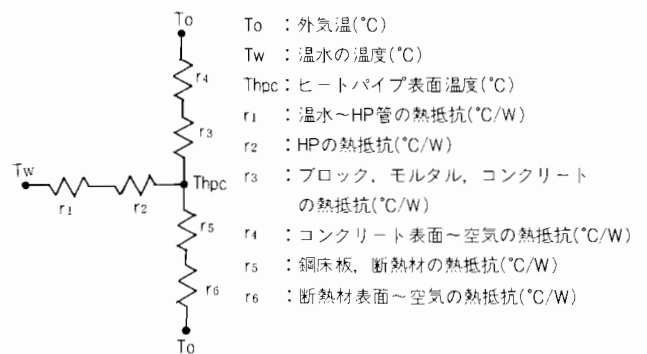 To
r4
r3
Tw
Thpc
r1
r2
r5
r6
To
To : 外気温(°C)
Tw : 温水の温度(°C)
Thpc: ヒートパイプ表面温度(°C)
r1 : 温水~HP管の熱抵抗(°C/W)
r2 : HPの熱抵抗(°C/W)
r3 : ブロック, モルタル, コンクリート
の熱抵抗(°C/W)
r4 : コンクリート表面~空気の熱抵抗(°C/W)
r5 : 鋼床板, 断熱材の熱抵抗(°C/W)
r6 : 断熱材表面~空気の熱抵抗(°C/W)